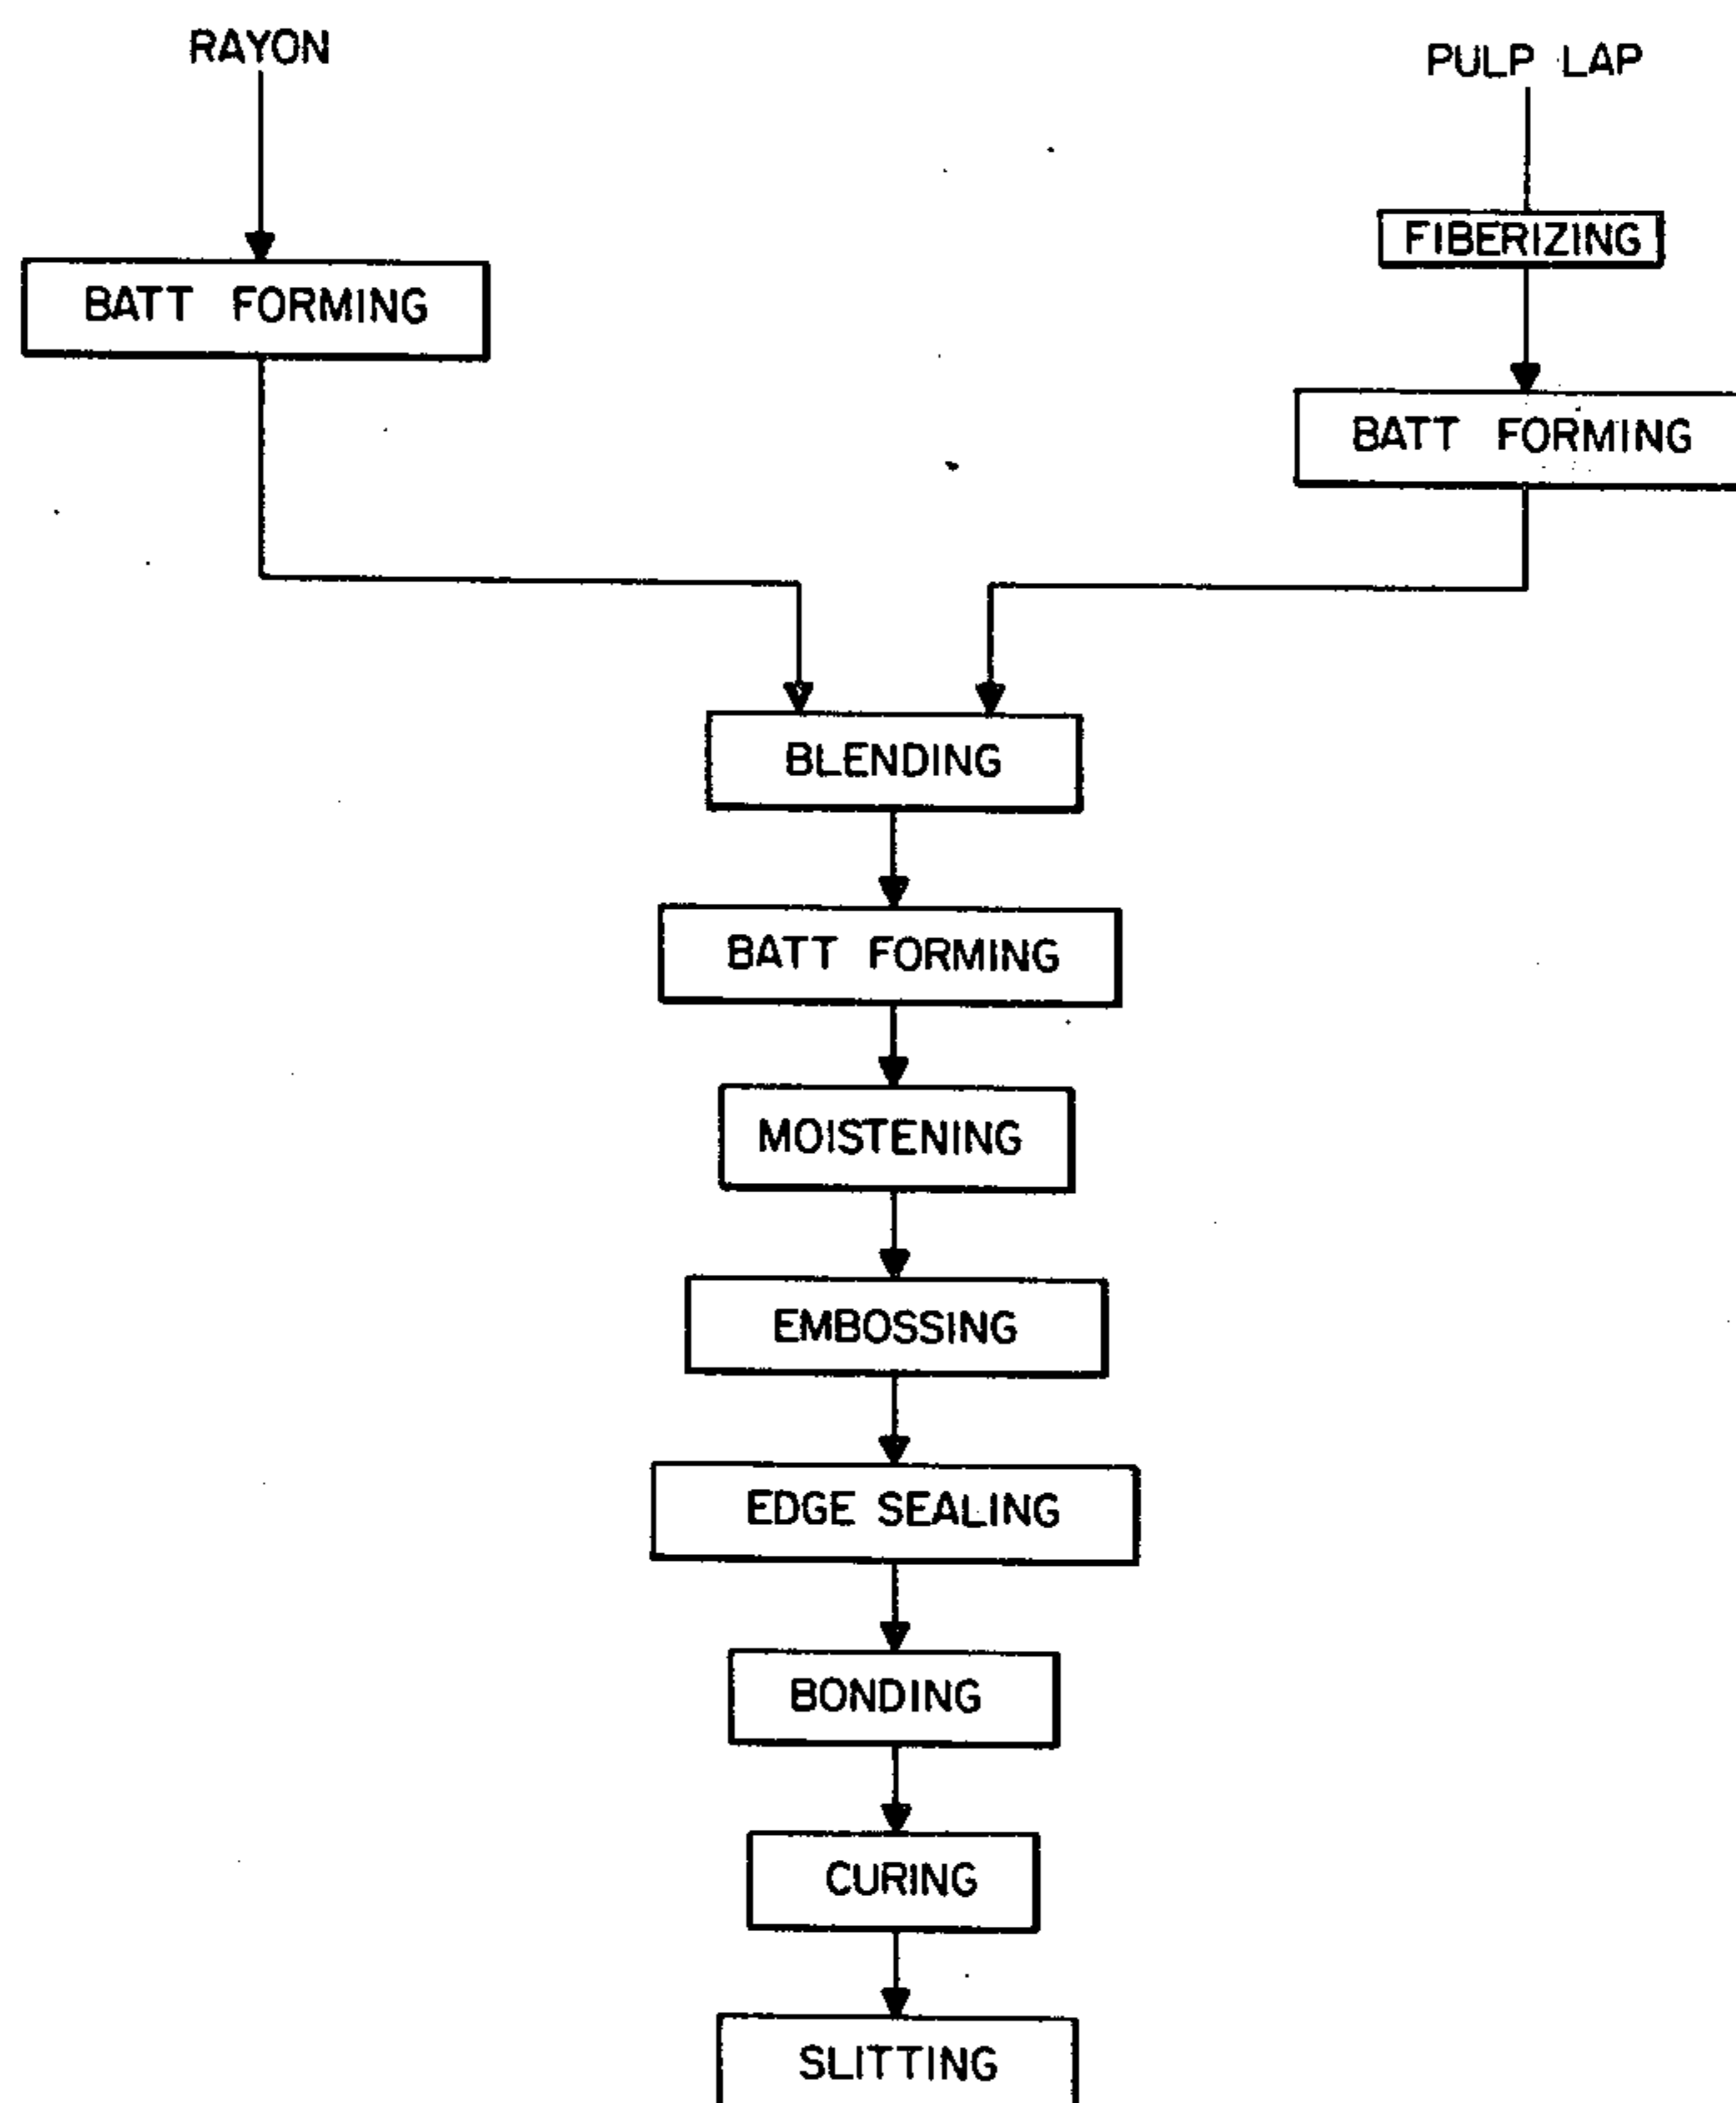 RAYON
PULP LAP
FIBERIZING
BATT FORMING
BATT FORMING
BLENDING
BATT FORMING
MOISTENING
EMBOSSING
EDGE SEALING
BONDING
CURING
SLITTING